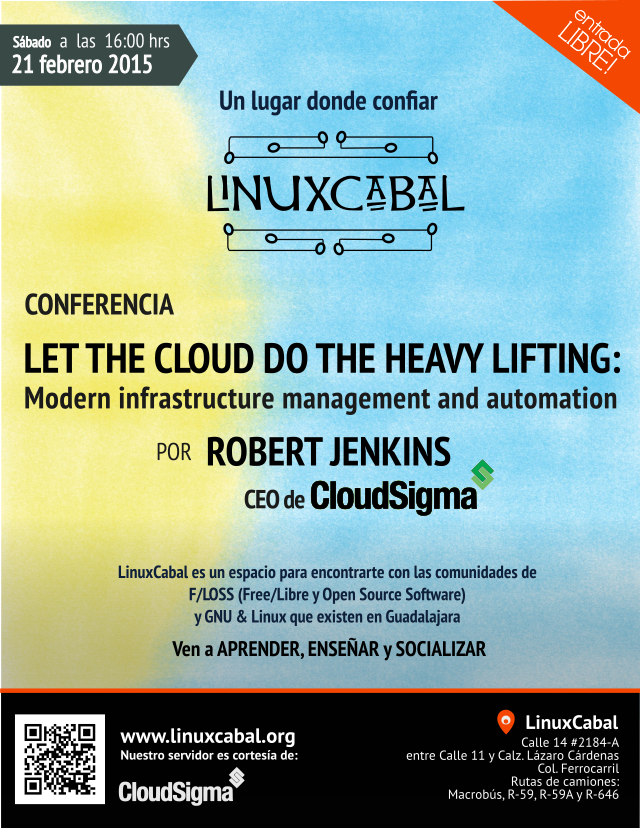 Sábado a las 16:00 hrs
21 febrero 2015
entrada
LIBRE!
Un lugar donde confiar
LINUXCABAL
CONFERENCIA
LET THE CLOUD DO THE HEAVY LIFTING:
Modern infrastructure management and automation
POR ROBERT JENKINS
CEO de CloudSigma
LinuxCabal es un espacio para encontrarte con las comunidades de
F/LOSS (Free/Libre y Open Source Software)
y GNU & Linux que existen en Guadalajara
Ven a APRENDER, ENSEÑAR y SOCIALIZAR
www.linuxcabal.org
Nuestro servidor es cortesía de:
CloudSigma
LinuxCabal
Calle 14 #2184-A
entre Calle 11 y Calz. Lázaro Cárdenas
Col. Ferrocarril
Rutas de camiones:
Macrobús, R-59, R-59A y R-646